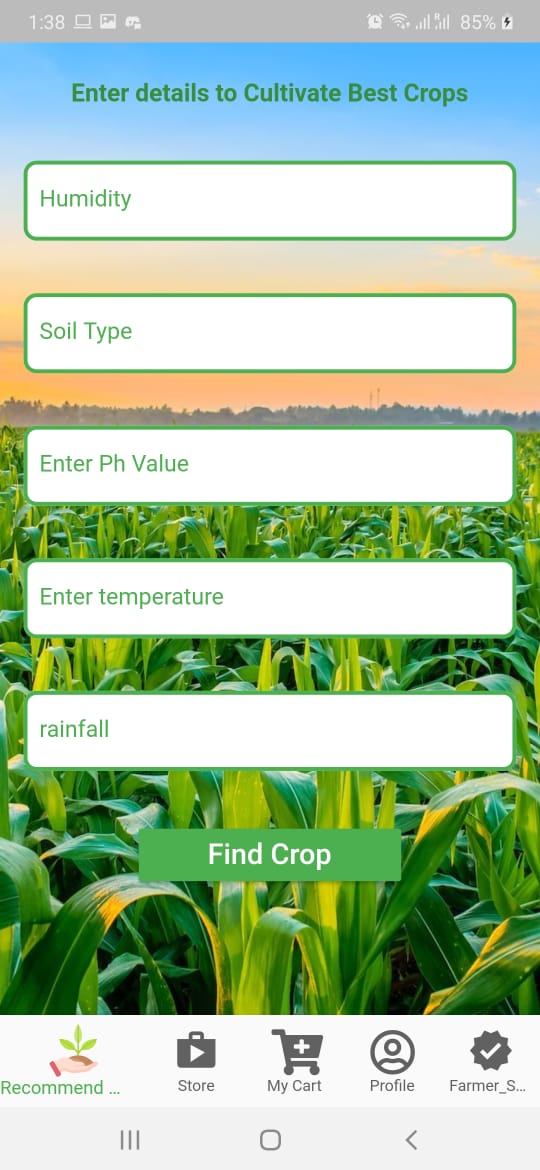 1:38
85%
Enter details to Cultivate Best Crops
Humidity
Soil Type
Enter Ph Value
Enter temperature
rainfall
Find Crop
Recommend ...
Store
My Cart
Profile
Farmer_S...